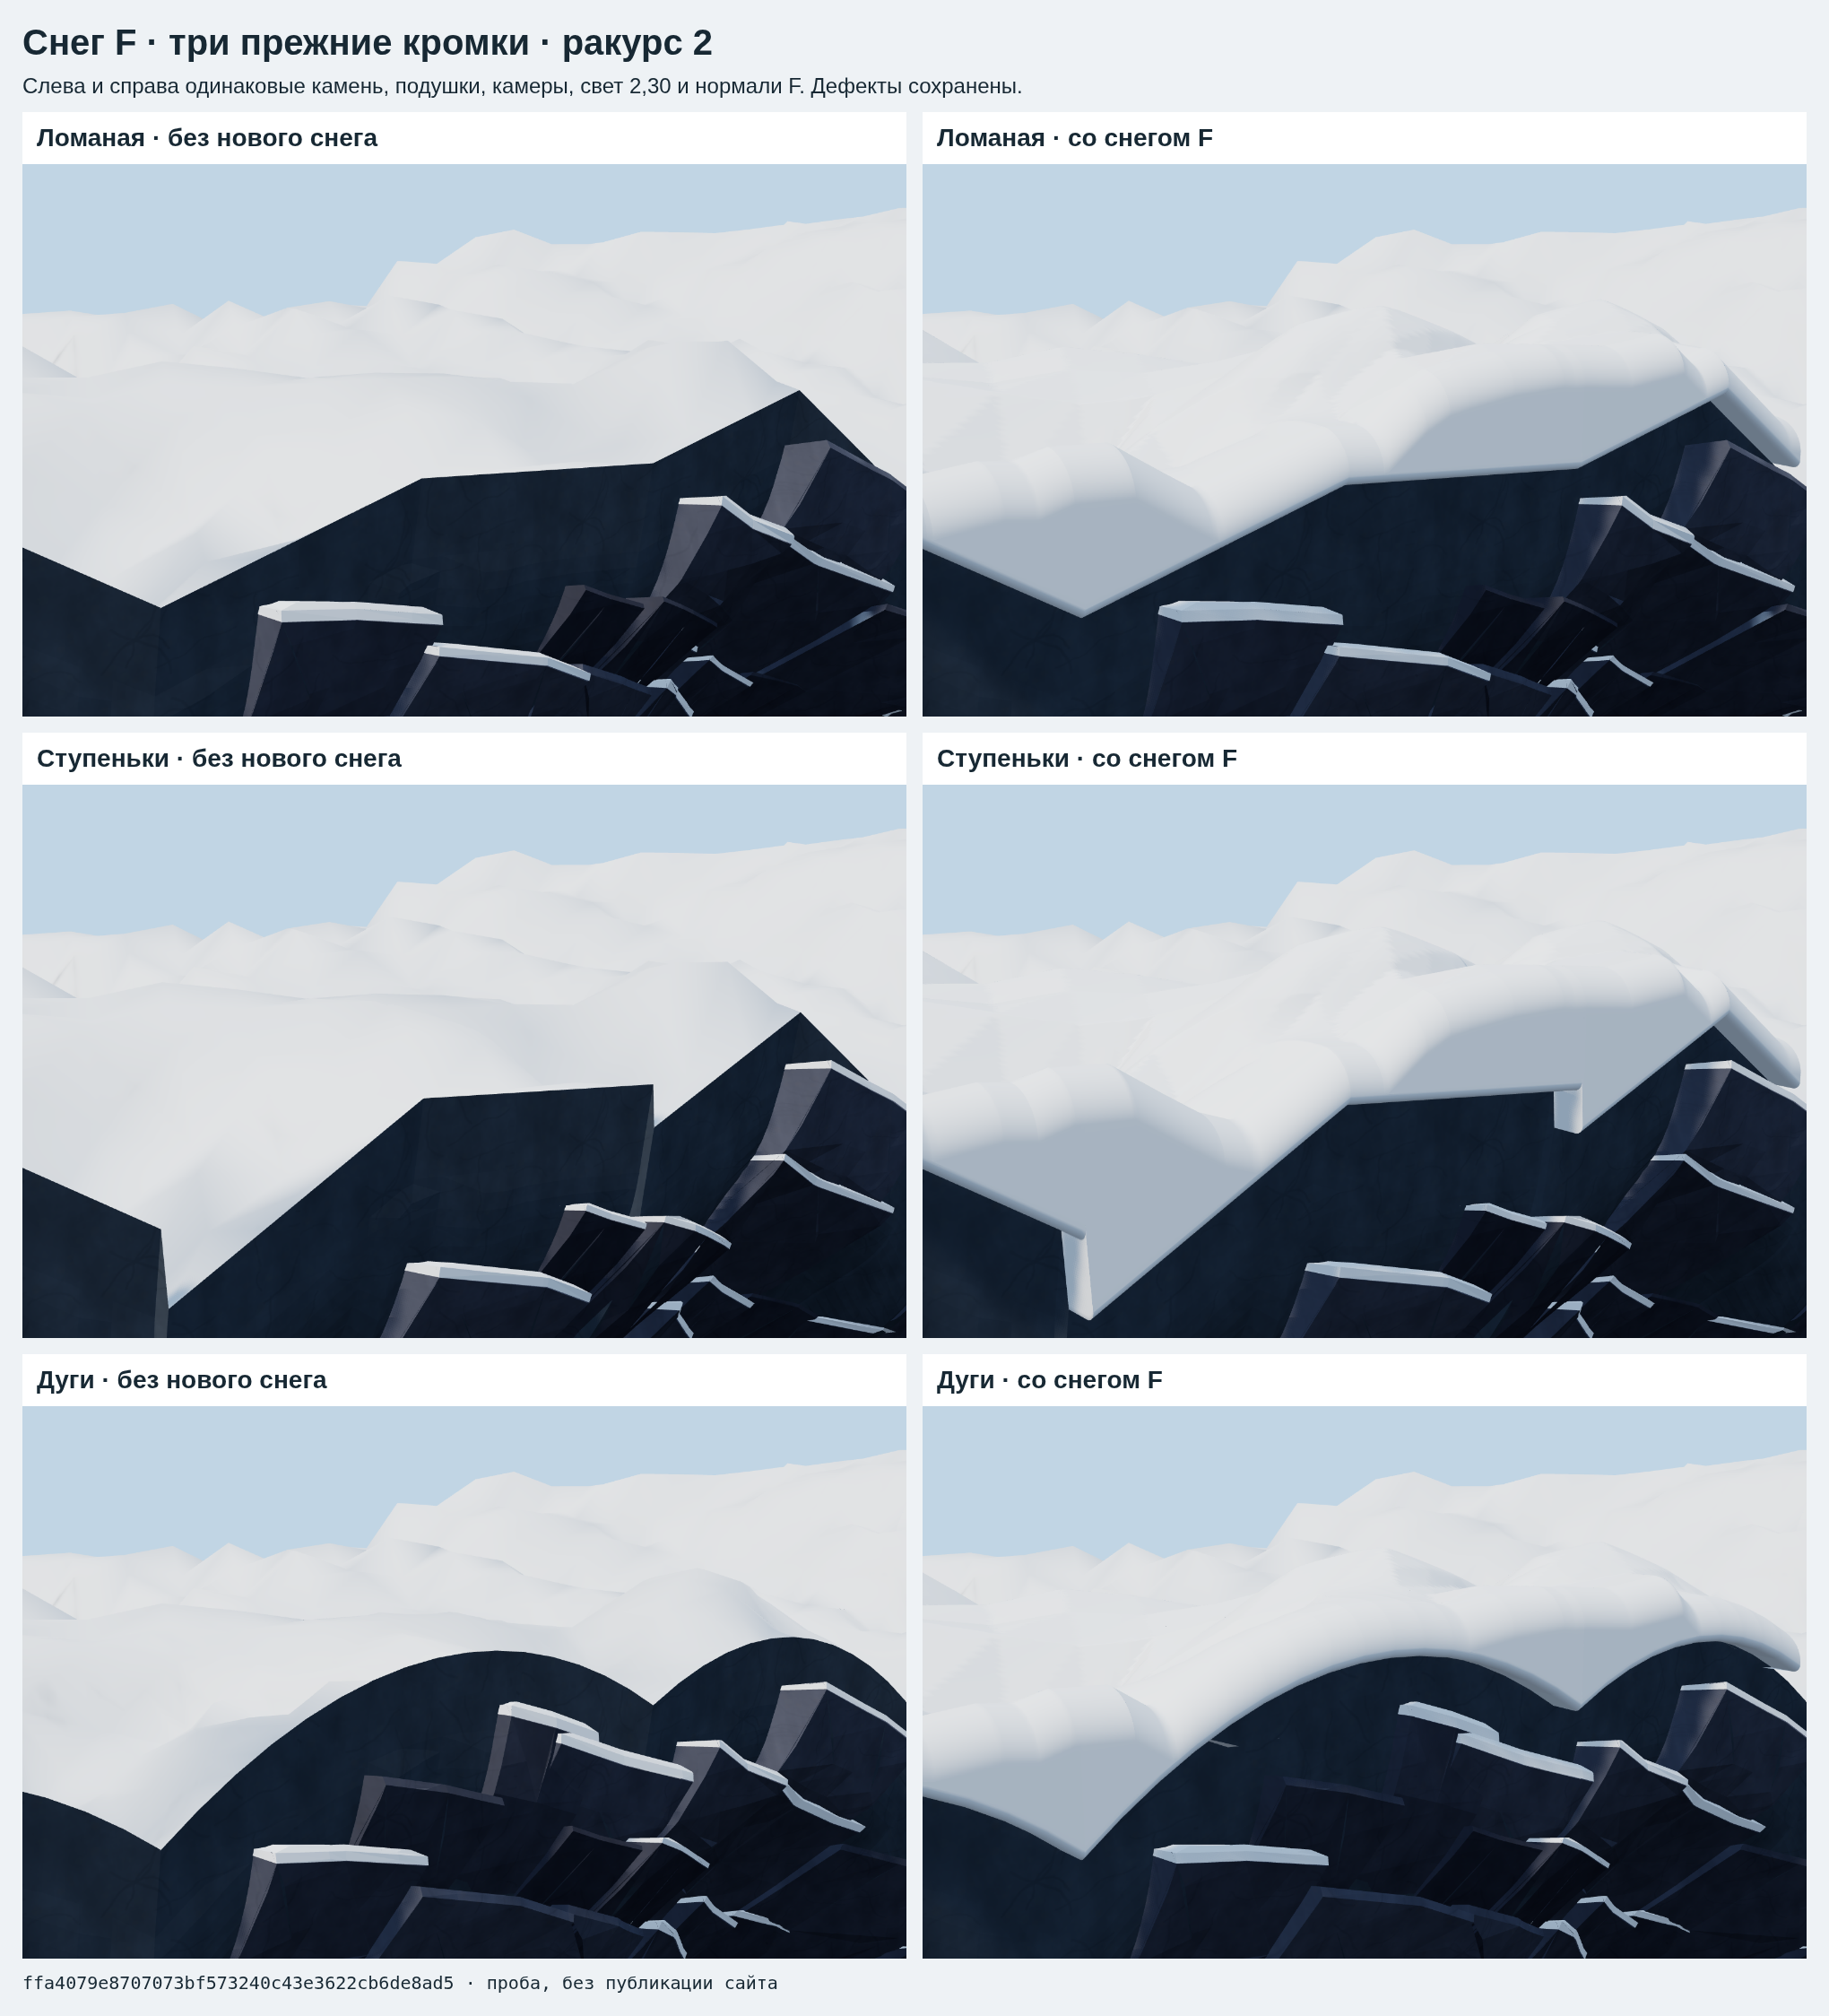 Снег F · три прежние кромки · ракурс 2
Слева и справа одинаковые камень, подушки, камеры, свет 2,30 и нормали F. Дефекты сохранены.
Ломаная · без нового снега
Ломаная · со снегом F
Ступеньки · без нового снега
Ступеньки · со снегом F
Дуги · без нового снега
Дуги · со снегом F
ffa4079e8707073bf573240c43e3622cb6de8ad5 · проба, без публикации сайта